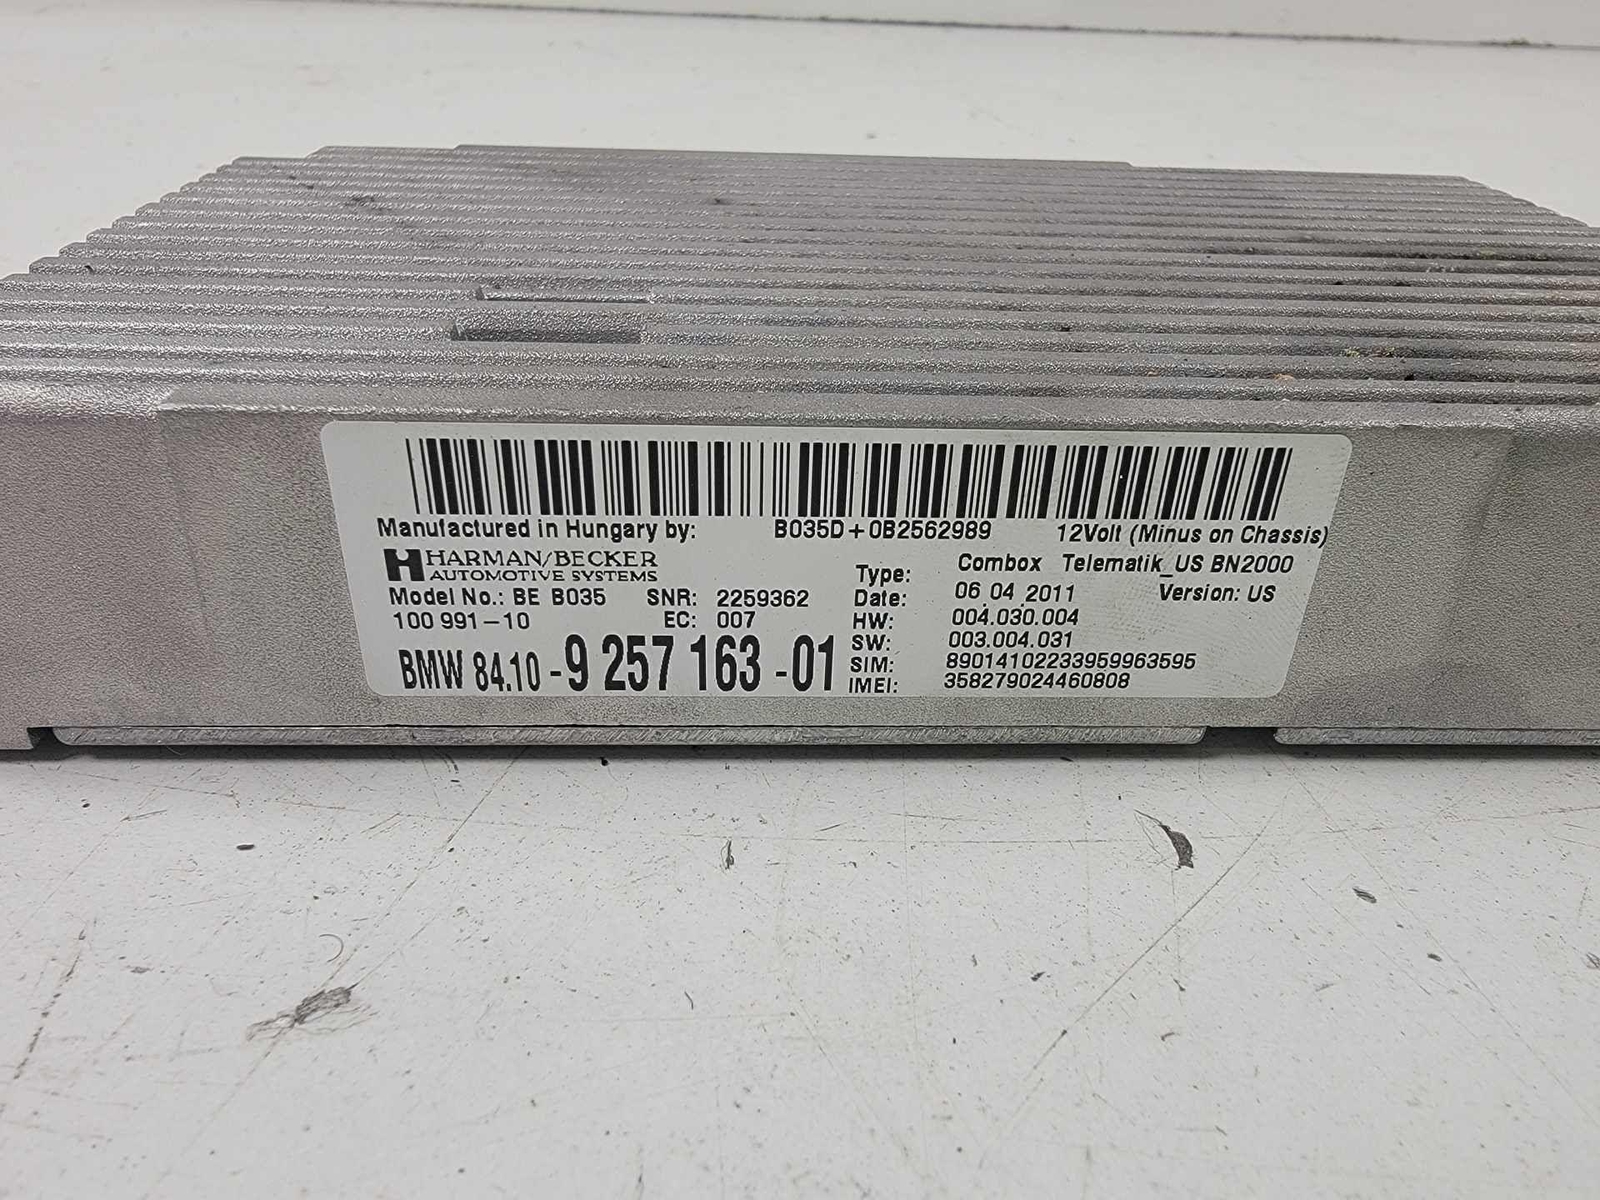 Manufactured in Hungary by: B035D+0B2562989 12Volt (Minus on Chassis)
HARMAN/BECKER
AUTOMOTIVE SYSTEMS
Type: Combox Telematik_US BN2000
Model No.: BE B035 SNR: 2259362
Date: 06.04.2011 Version: US
100 991-10 EC: 007
HW: 004.030.004
SW: 003.004.031
BMW 84.10-9 257 163-01
SIM: 89014102233959963595
IMEI: 358279024460808